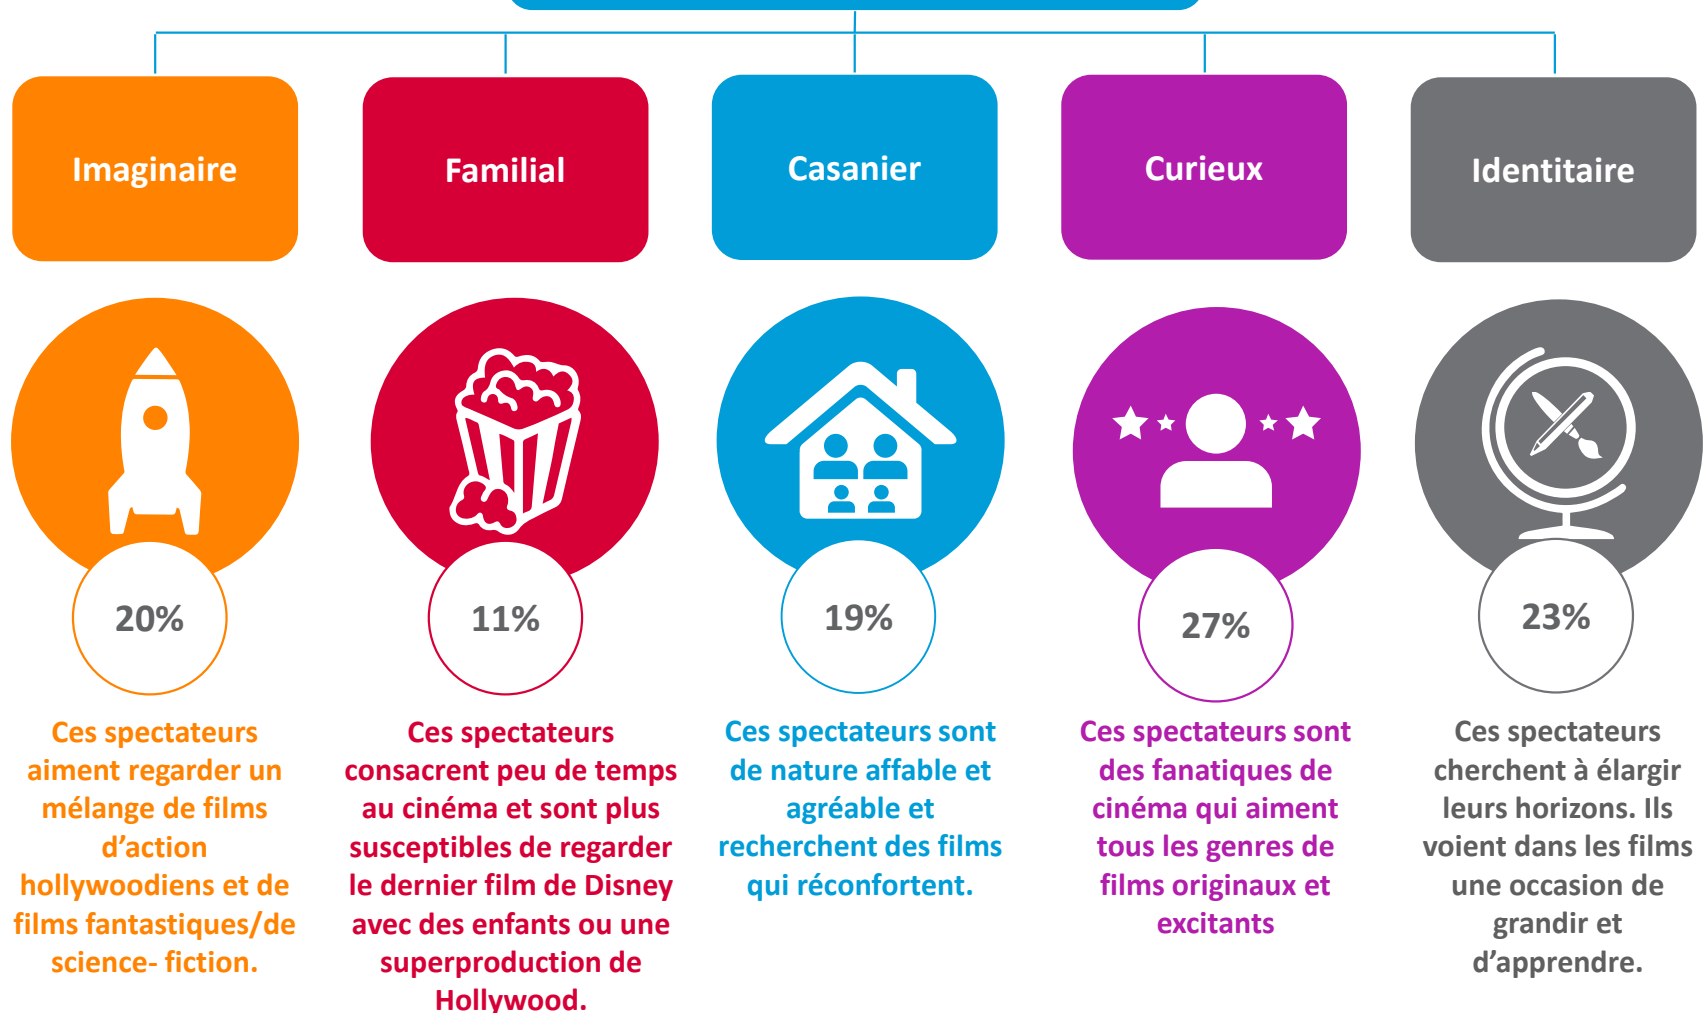 Imaginaire
Familial
Casanier
Curieux
Identitaire
20%
11%
19%
27%
23%
Ces spectateurs
aiment regarder un
mélange de films
d’action
hollywoodiens et de
films fantastiques/de
science- fiction.
Ces spectateurs
consacrent peu de temps
au cinéma et sont plus
susceptibles de regarder
le dernier film de Disney
avec des enfants ou une
superproduction de
Hollywood.
Ces spectateurs sont
de nature affable et
agréable et
recherchent des films
qui réconfortent.
Ces spectateurs sont
des fanatiques de
cinéma qui aiment
tous les genres de
films originaux et
excitants
Ces spectateurs
cherchent à élargir
leurs horizons. Ils
voient dans les films
une occasion de
grandir et
d’apprendre.